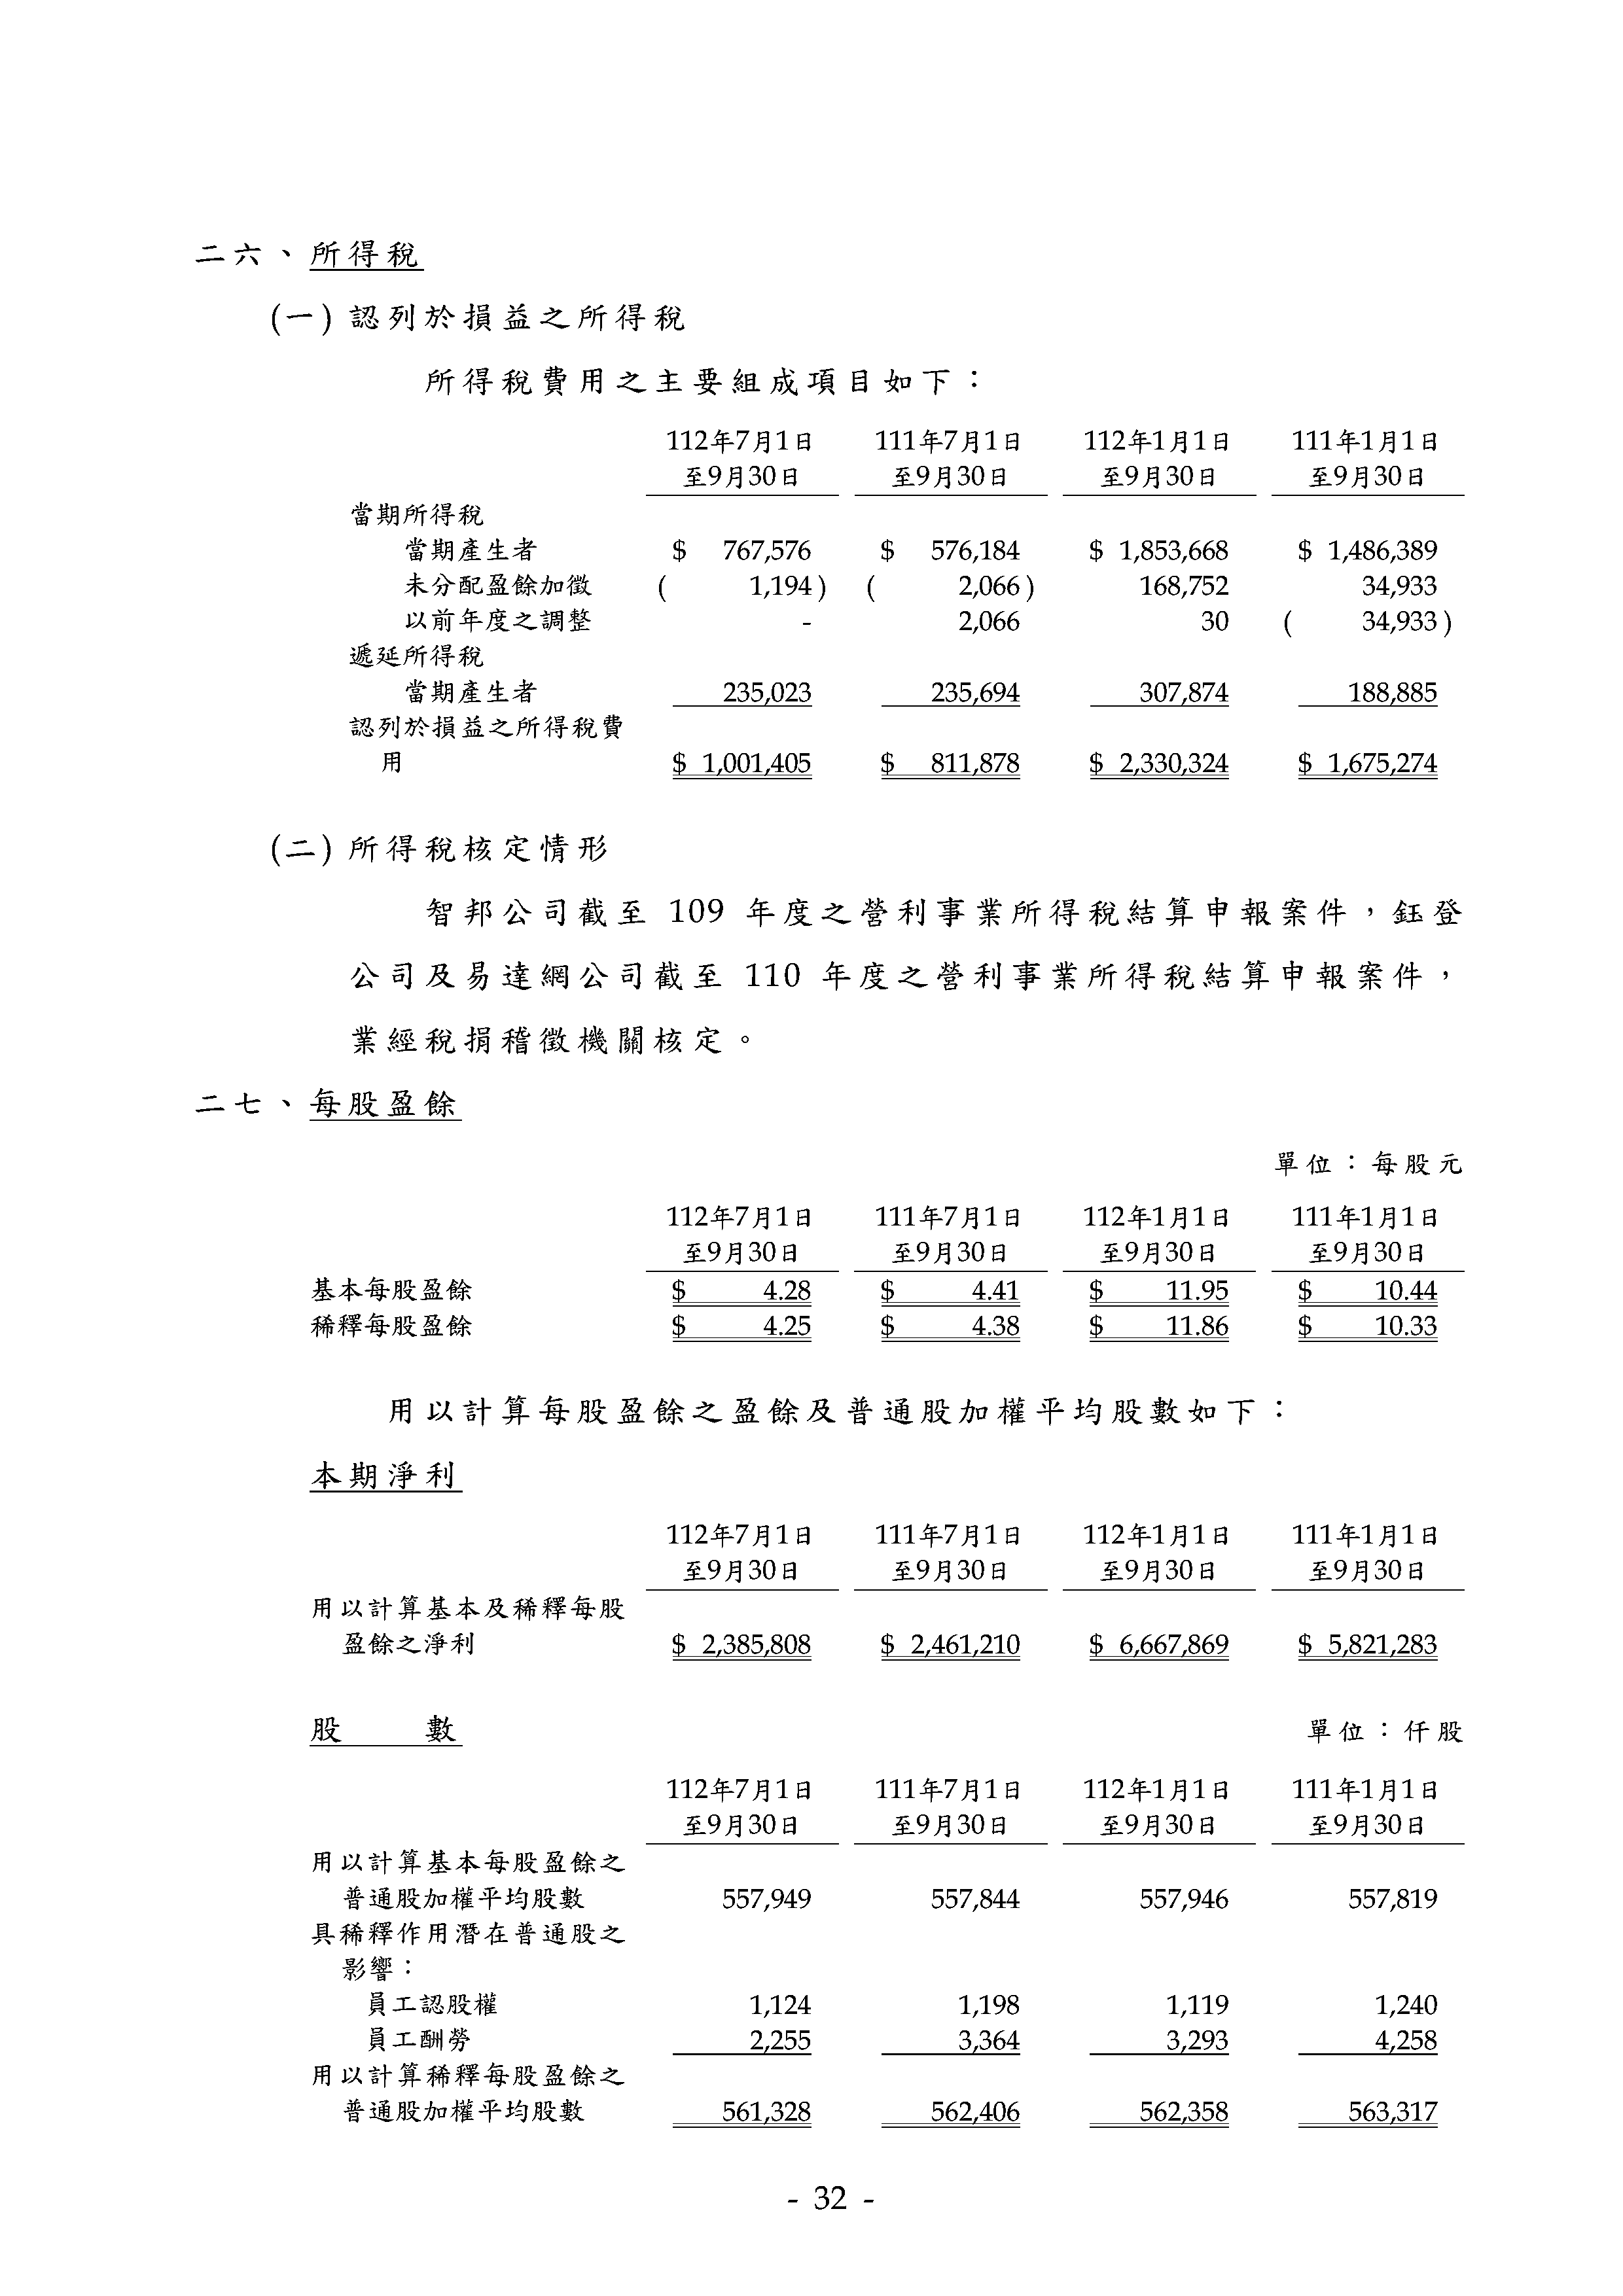 二六、所得稅
(一) 認列於損益之所得稅
所得稅費用之主要組成項目如下：
112年7月1日 111年7月1日 112年1月1日 111年1月1日
至9月30日 至9月30日 至9月30日 至9月30日
當期所得稅
當期產生者 $ 767,576 $ 576,184 $ 1,853,668 $ 1,486,389
未分配盈餘加徵 ( 1,194 ) ( 2,066 ) 168,752 34,933
以前年度之調整 - 2,066 30 ( 34,933 )
遞延所得稅
當期產生者 235,023 235,694 307,874 188,885
認列於損益之所得稅費
用 $ 1,001,405 $ 811,878 $ 2,330,324 $ 1,675,274
(二) 所得稅核定情形
智邦公司截至 109 年度之營利事業所得稅結算申報案件，鈺登
公司及易達網公司截至 110 年度之營利事業所得稅結算申報案件，
業經稅捐稽徵機關核定。
二七、每股盈餘
單位：每股元
112年7月1日 111年7月1日 112年1月1日 111年1月1日
至9月30日 至9月30日 至9月30日 至9月30日
基本每股盈餘 $ 4.28 $ 4.41 $ 11.95 $ 10.44
稀釋每股盈餘 $ 4.25 $ 4.38 $ 11.86 $ 10.33
用以計算每股盈餘之盈餘及普通股加權平均股數如下：
本期淨利
112年7月1日 111年7月1日 112年1月1日 111年1月1日
至9月30日 至9月30日 至9月30日 至9月30日
用以計算基本及稀釋每股
盈餘之淨利 $ 2,385,808 $ 2,461,210 $ 6,667,869 $ 5,821,283
股 數 單位：仟股
112年7月1日 111年7月1日 112年1月1日 111年1月1日
至9月30日 至9月30日 至9月30日 至9月30日
用以計算基本每股盈餘之
普通股加權平均股數 557,949 557,844 557,946 557,819
具稀釋作用潛在普通股之
影響：
員工認股權 1,124 1,198 1,119 1,240
員工酬勞 2,255 3,364 3,293 4,258
用以計算稀釋每股盈餘之
普通股加權平均股數 561,328 562,406 562,358 563,317
- 32 -